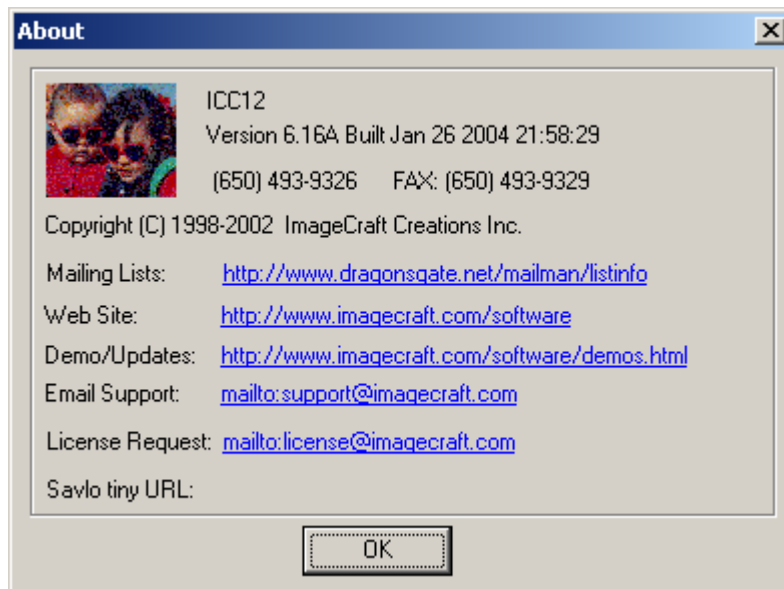 About
ICC12
Version 6.16A Built Jan 26 2004 21:58:29
(650) 493-9326 FAX: (650) 493-9329
Copyright (C) 1998-2002 ImageCraft Creations Inc.
Mailing Lists: http://www.dragonsgate.net/mailman/listinfo
Web Site: http://www.imagecraft.com/software
Demo/Updates: http://www.imagecraft.com/software/demos.html
Email Support: mailto:support@imagecraft.com
License Request: mailto:license@imagecraft.com
Savlo tiny URL:
OK